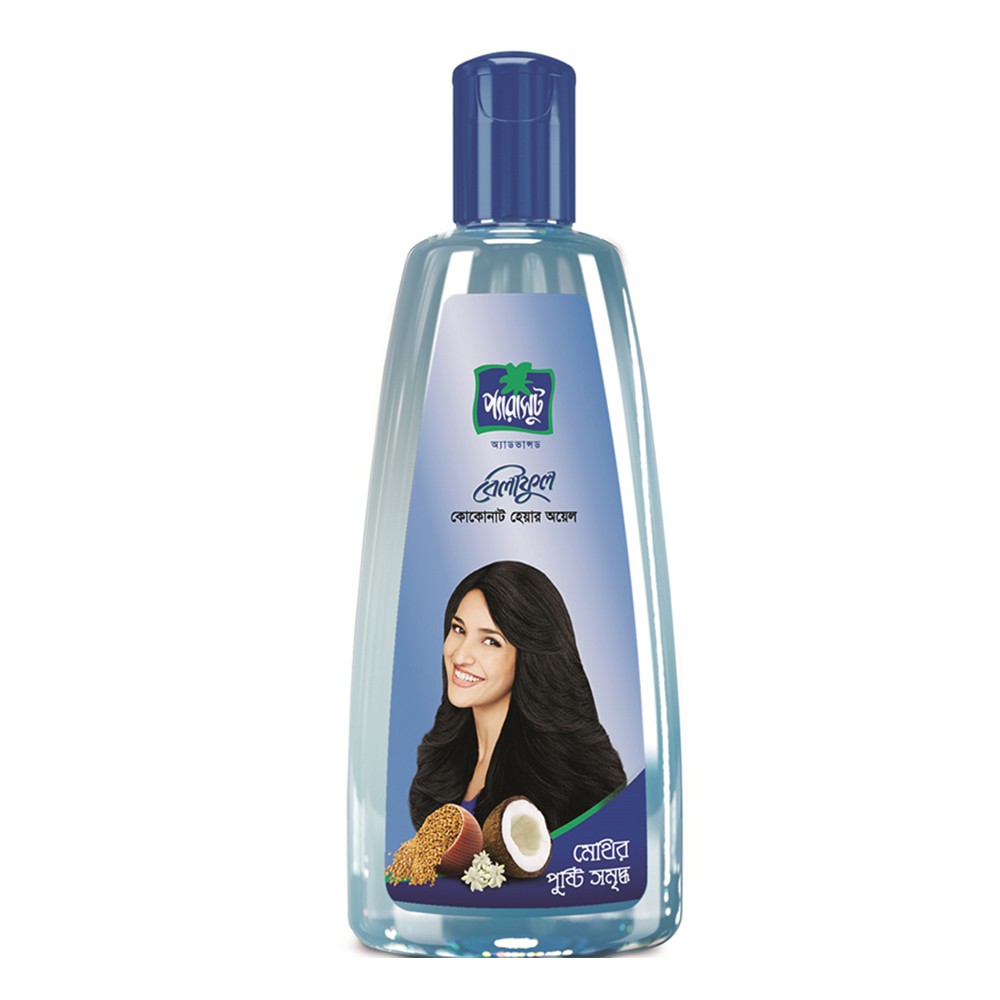 প্যারাসুট
অ্যাডভান্সড
বেলীফুল
কোকোনাট হেয়ার অয়েল
মেথির
পুষ্টি সমৃদ্ধ